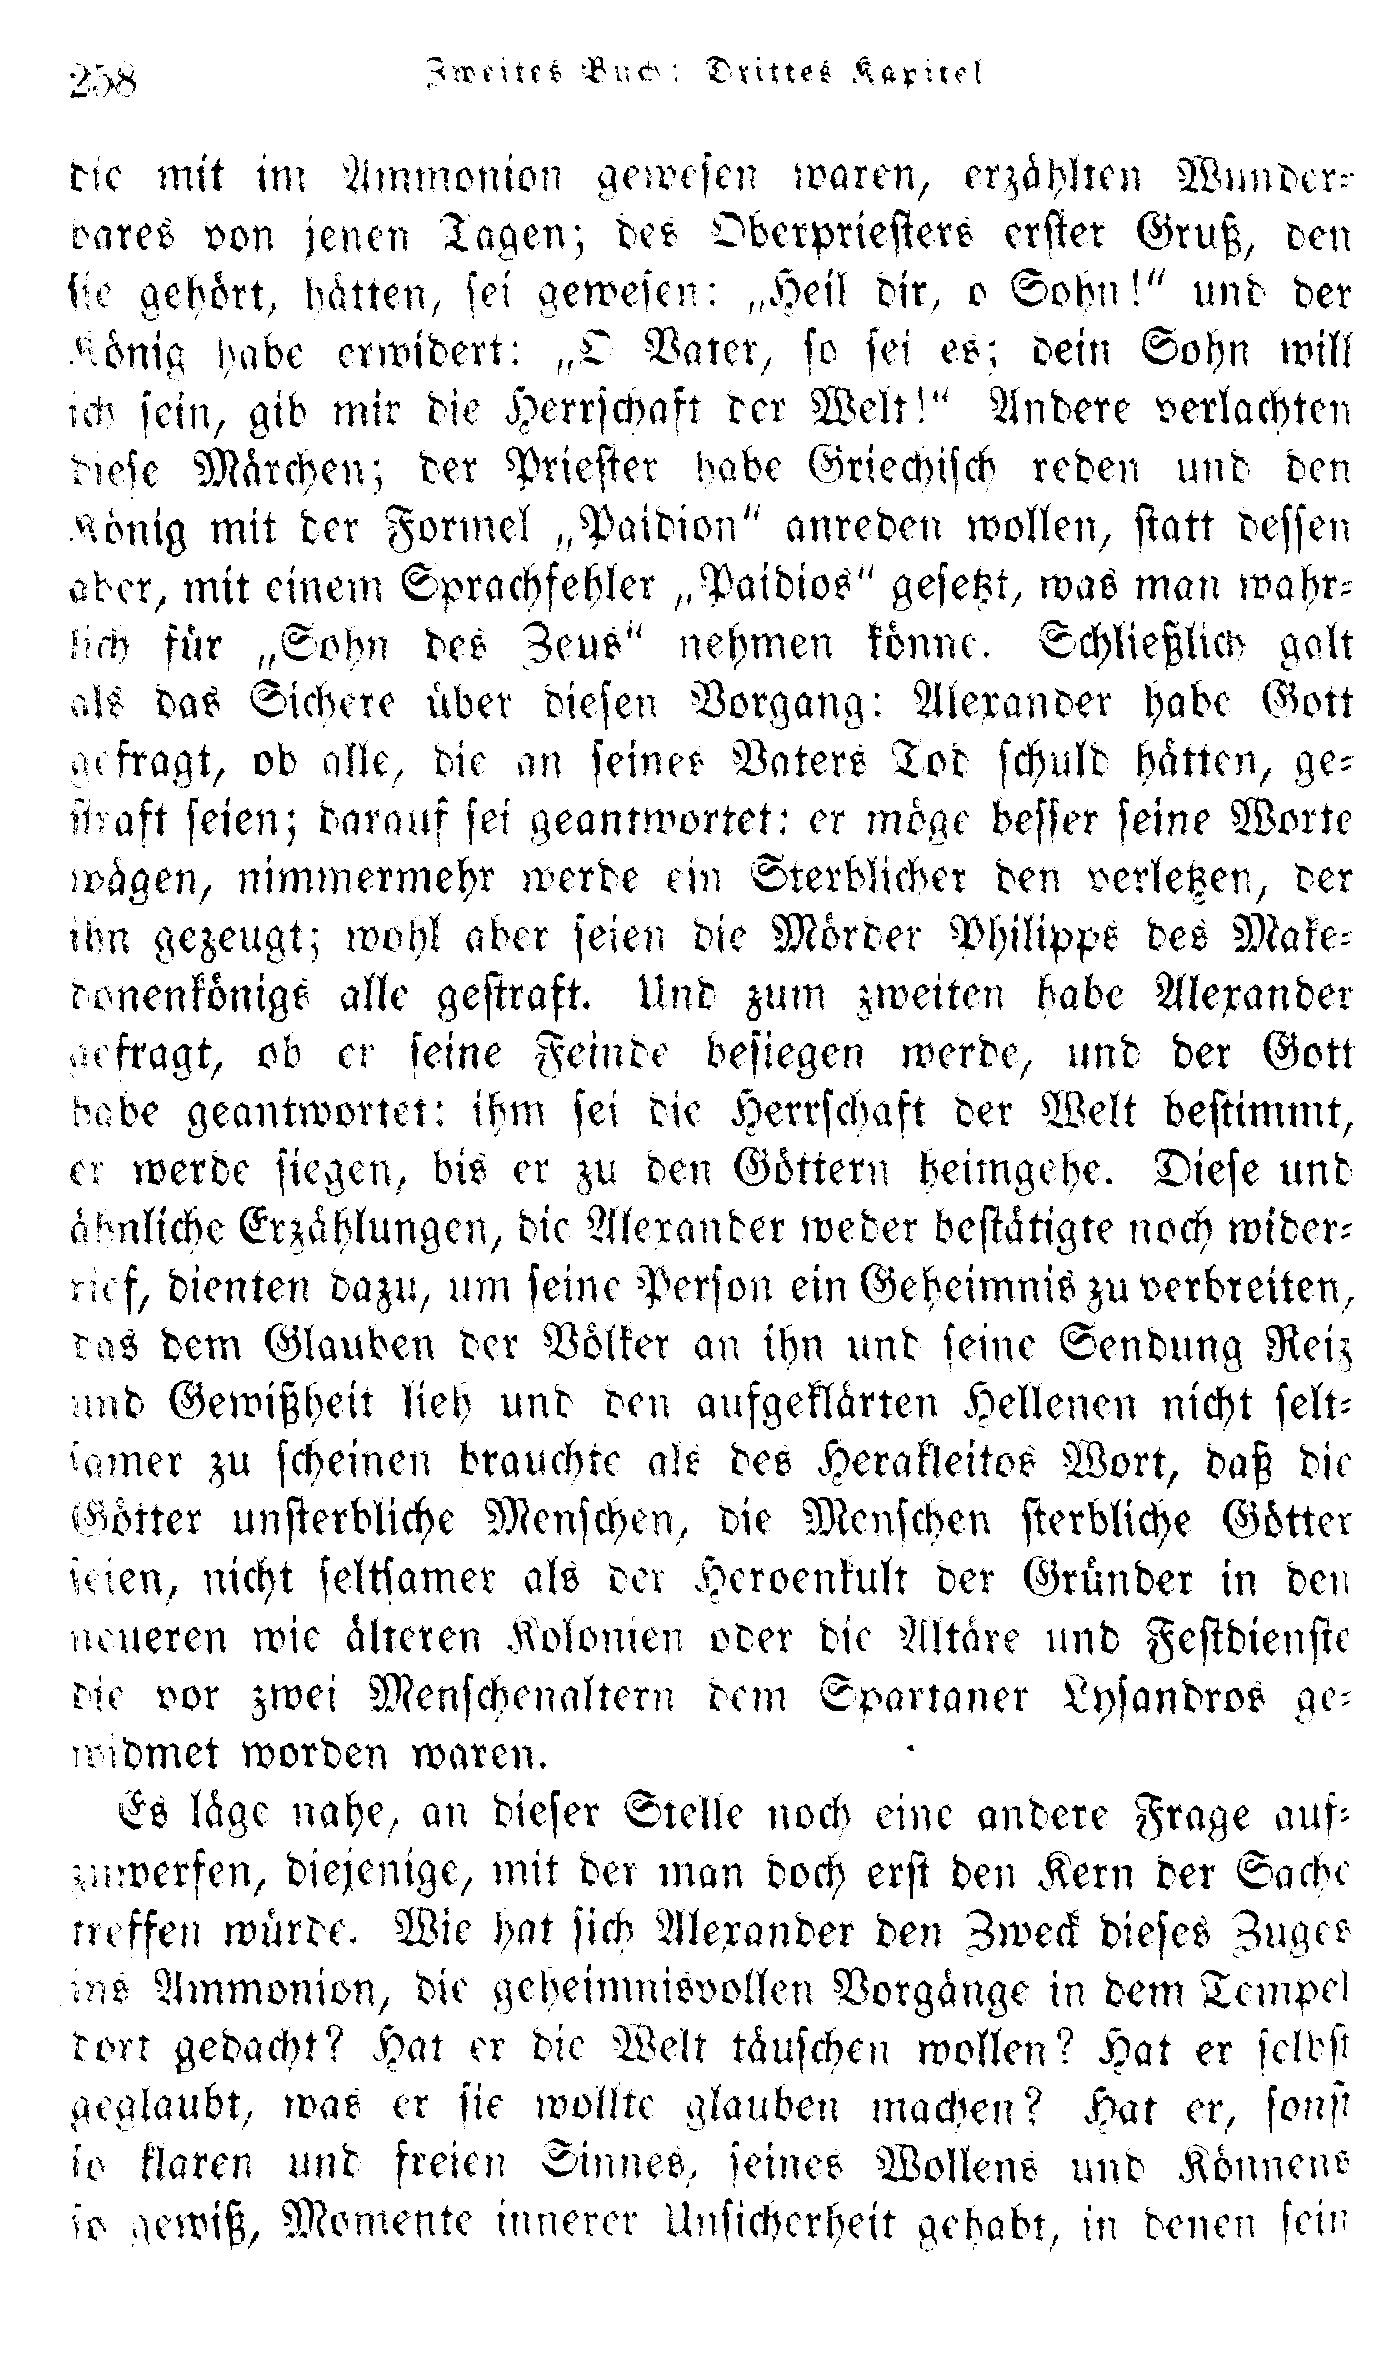 258 Zweites Buch: Drittes Kapitel
die mit im Ammonion gewesen waren, erzählten Wunder-
bares von jenen Tagen; des Oberpriesters erster Gruß, den
sie gehört, hätten, sei gewesen: „Heil dir, o Sohn!“ und der
König habe erwidert: „O Vater, so sei es; dein Sohn will
ich sein, gib mir die Herrschaft der Welt!“ Andere verlachten
diese Märchen; der Priester habe Griechisch reden und den
König mit der Formel „Paidion“ anreden wollen, statt dessen
aber, mit einem Sprachfehler „Paidios“ gesetzt, was man wahr-
lich für „Sohn des Zeus“ nehmen könne. Schließlich galt
als das Sichere über diesen Vorgang: Alexander habe Gott
gefragt, ob alle, die an seines Vaters Tod schuld hätten, ge-
straft seien; darauf sei geantwortet: er möge besser seine Worte
wägen, nimmermehr werde ein Sterblicher den verletzen, der
ihn gezeugt; wohl aber seien die Mörder Philipps des Make-
donenkönigs alle gestraft. Und zum zweiten habe Alexander
gefragt, ob er seine Feinde besiegen werde, und der Gott
habe geantwortet: ihm sei die Herrschaft der Welt bestimmt,
er werde siegen, bis er zu den Göttern heimgehe. Diese und
ähnliche Erzählungen, die Alexander weder bestätigte noch wider-
rief, dienten dazu, um seine Person ein Geheimnis zu verbreiten,
das dem Glauben der Völker an ihn und seine Sendung Reiz
und Gewißheit lieh und den aufgeklärten Hellenen nicht selt-
samer zu scheinen brauchte als des Herakleitos Wort, daß die
Götter unsterbliche Menschen, die Menschen sterbliche Götter
seien, nicht seltsamer als der Heroenkult der Gründer in den
neueren wie älteren Kolonien oder die Altäre und Festdienste
die vor zwei Menschenaltern dem Spartaner Lysandros ge-
widmet worden waren.
Es läge nahe, an dieser Stelle noch eine andere Frage auf-
zuwerfen, diejenige, mit der man doch erst den Kern der Sache
treffen würde. Wie hat sich Alexander den Zweck dieses Zuges
ins Ammonion, die geheimnisvollen Vorgänge in dem Tempel
dort gedacht? Hat er die Welt täuschen wollen? Hat er selbst
geglaubt, was er sie wollte glauben machen? Hat er, sonst
so klaren und freien Sinnes, seines Wollens und Könnens
so gewiß, Momente innerer Unsicherheit gehabt, in denen sein